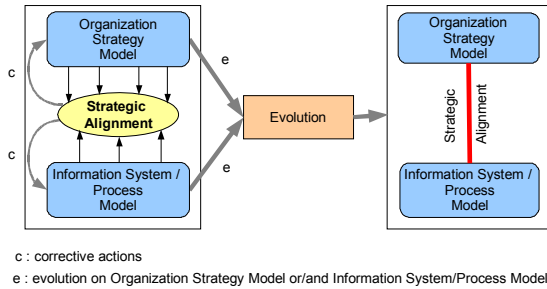 Organization
Strategy
Model
c
Strategic
Alignment
c
Information System /
Process
Model
e
e
Evolution
Organization
Strategy
Model
Strategic
Alignment
Information System /
Process
Model
c : corrective actions
e : evolution on Organization Strategy Model or/and Information System/Process Model